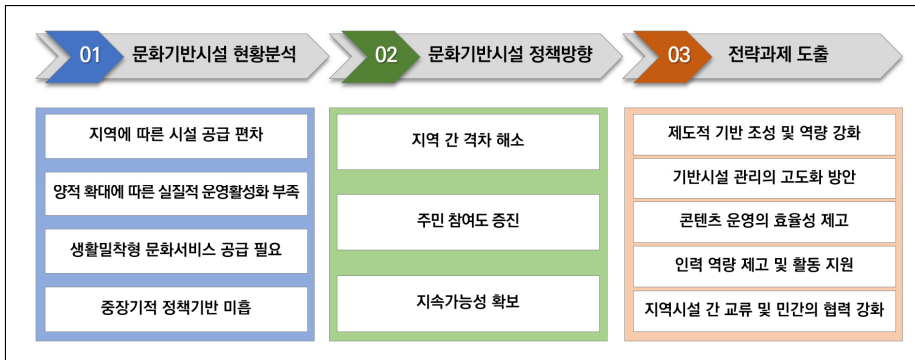 01 문화기반시설 현황분석
지역에 따른 시설 공급 편차
양적 확대에 따른 실질적 운영활성화 부족
생활밀착형 문화서비스 공급 필요
중장기적 정책기반 미흡
02 문화기반시설 정책방향
지역 간 격차 해소
주민 참여도 증진
지속가능성 확보
03 전략과제 도출
제도적 기반 조성 및 역량 강화
기반시설 관리의 고도화 방안
콘텐츠 운영의 효율성 제고
인력 역량 제고 및 활동 지원
지역시설 간 교류 및 민간의 협력 강화